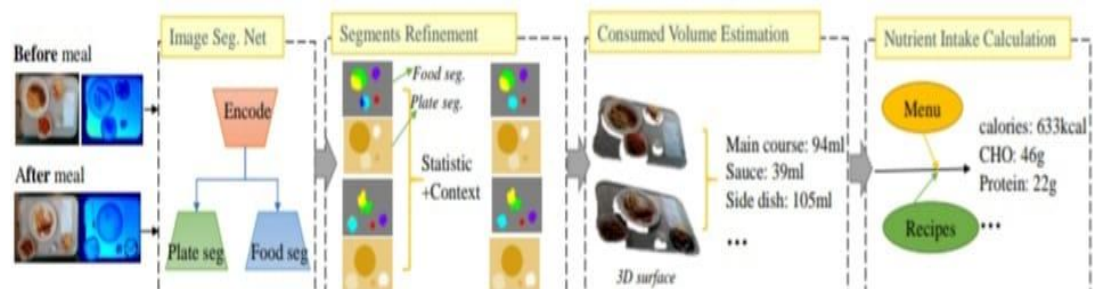 Before meal
After meal
Image Seg. Net
Encode
Plate seg
Food seg
Segments Refinement
Food seg.
Plate seg.
Statistic
+Context
Consumed Volume Estimation
Main course: 94ml
Sauce: 39ml
Side dish: 105ml
•••
3D surface
Nutrient Intake Calculation
Menu
Recipes
calories: 633kcal
CHO: 46g
Protein: 22g
•••